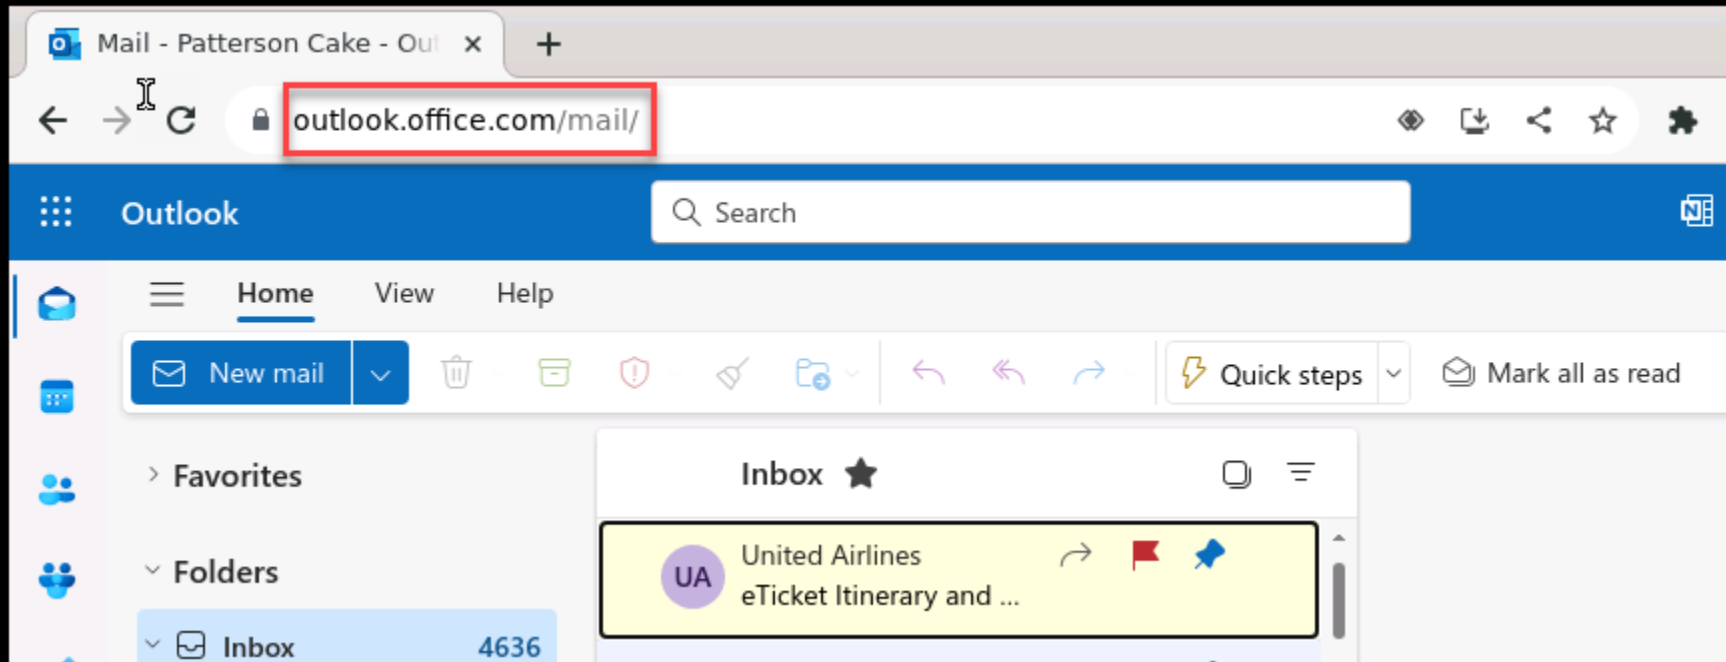 Mail - Patterson Cake - Out
outlook.office.com/mail/
Outlook
Search
Home View Help
New mail
Quick steps
Mark all as read
Favorites
Inbox
UA
United Airlines
eTicket Itinerary and ...
Folders
Inbox 4636